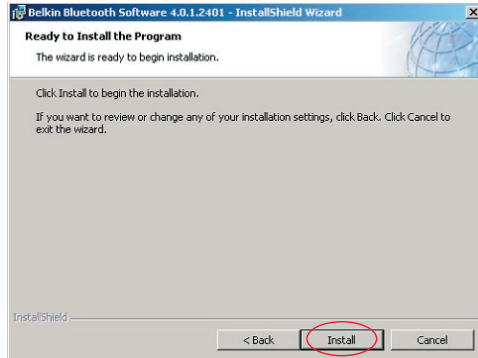 Belkin Bluetooth Software 4.0.1.2401 - InstallShield Wizard
Ready to Install the Program
The wizard is ready to begin installation.
Click Install to begin the installation.
If you want to review or change any of your installation settings, click Back. Click Cancel to
exit the wizard.
InstallShield
< Back Install Cancel